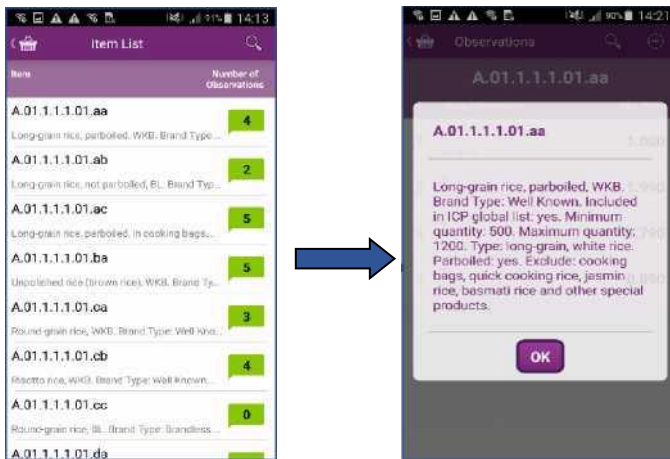 91% 14:13
Item List
Item
Number of
Observations
A.01.1.1.1.01.aa
4
Long-grain rice, parboiled, WKB. Brand Type...
A.01.1.1.1.01.ab
2
Long-grain rice, not parboiled, BL. Brand Typ...
A.01.1.1.1.01.ac
5
Long-grain rice, parboiled, in cooking bags...
A.01.1.1.1.01.ba
5
Unpolished rice (brown rice), WKB. Brand Ty...
A.01.1.1.1.01.ca
3
Round-grain rice, WKB. Brand Type: Well Kno...
A.01.1.1.1.01.cb
4
Risotto rice, WKB. Brand Type: Well Known...
A.01.1.1.1.01.cc
0
Round-grain rice, BL. Brand Type: Brandless...
A.01.1.1.1.01.da
90% 14:21
Observations
A.01.1.1.1.01.aa
A.01.1.1.1.01.aa
Long-grain rice, parboiled, WKB.
Brand Type: Well Known. Included
in ICP global list: yes. Minimum
quantity: 500. Maximum quantity:
1200. Type: long-grain, white rice.
Parboiled: yes. Exclude: cooking
bags, quick cooking rice, jasmin
rice, basmati rice and other special
products.
OK